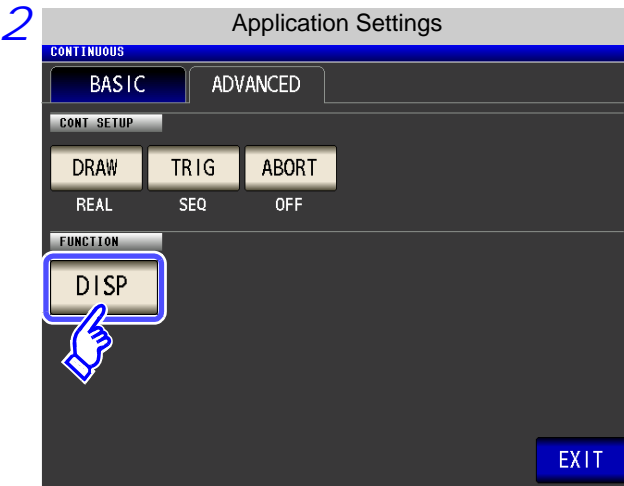 2
Application Settings
CONTINUOUS
BASIC ADVANCED
CONT SETUP
DRAW TRIG ABORT
REAL SEQ OFF
FUNCTION
DISP
EXIT